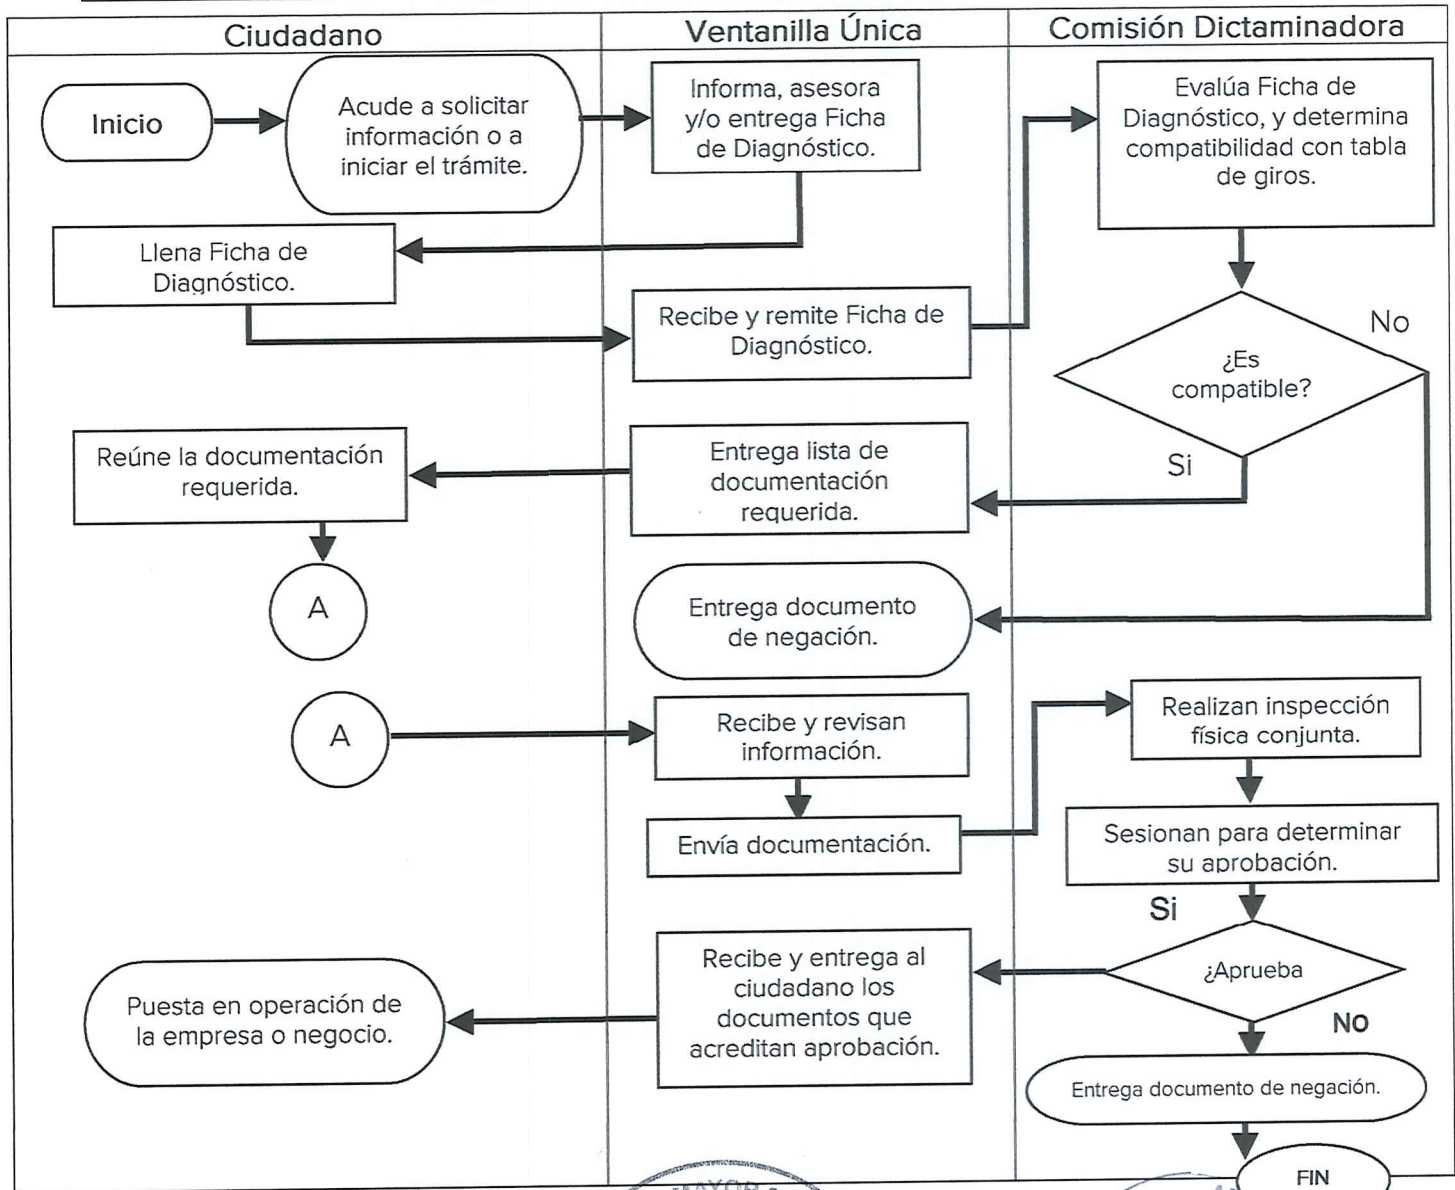 Ciudadano
Ventanilla Única
Comisión Dictaminadora
Inicio
Acude a solicitar
información o a
iniciar el trámite.
Informa, asesora
y/o entrega Ficha
de Diagnóstico.
Evalúa Ficha de
Diagnóstico, y determina
compatibilidad con tabla
de giros.
Llena Ficha de
Diagnóstico.
Recibe y remite Ficha de
Diagnóstico.
No
¿Es
compatible?
Si
Reúne la documentación
requerida.
Entrega lista de
documentación
requerida.
A
Entrega documento
de negación.
A
Recibe y revisan
información.
Realizan inspección
física conjunta.
Envía documentación.
Sesionan para determinar
su aprobación.
Si
¿Aprueba
No
Recibe y entrega al
ciudadano los
documentos que
acreditan aprobación.
Puesta en operación de
la empresa o negocio.
Entrega documento de negación.
FIN
MAYOR